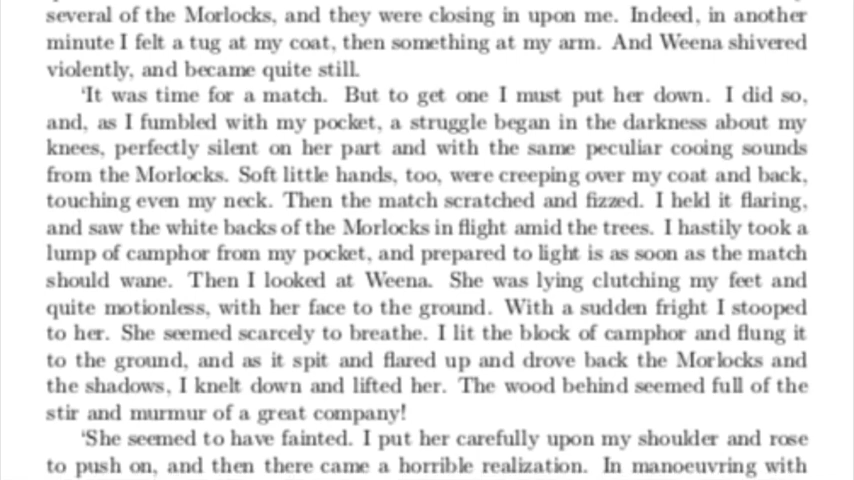 several of the Morlocks, and they were closing in upon me. Indeed, in another
minute I felt a tug at my coat, then something at my arm. And Weena shivered
violently, and became quite still.
‘It was time for a match. But to get one I must put her down. I did so,
and, as I fumbled with my pocket, a struggle began in the darkness about my
knees, perfectly silent on her part and with the same peculiar cooing sounds
from the Morlocks. Soft little hands, too, were creeping over my coat and back,
touching even my neck. Then the match scratched and fizzed. I held it flaring,
and saw the white backs of the Morlocks in flight amid the trees. I hastily took a
lump of camphor from my pocket, and prepared to light is as soon as the match
should wane. Then I looked at Weena. She was lying clutching my feet and
quite motionless, with her face to the ground. With a sudden fright I stooped
to her. She seemed scarcely to breathe. I lit the block of camphor and flung it
to the ground, and as it spit and flared up and drove back the Morlocks and
the shadows, I knelt down and lifted her. The wood behind seemed full of the
stir and murmur of a great company!
‘She seemed to have fainted. I put her carefully upon my shoulder and rose
to push on, and then there came a horrible realization. In manoeuvring with